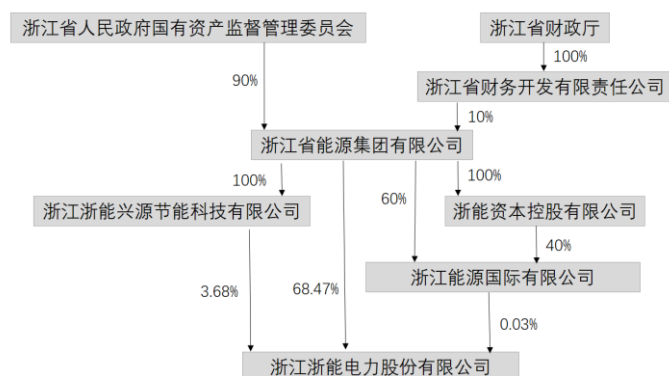 浙江省人民政府国有资产监督管理委员会
浙江省财政厅
100%
90%
浙江省财务开发有限责任公司
10%
浙江省能源集团有限公司
100%
60%
100%
浙江浙能兴源节能科技有限公司
浙能资本控股有限公司
40%
浙江能源国际有限公司
3.68%
68.47%
0.03%
浙江浙能电力股份有限公司